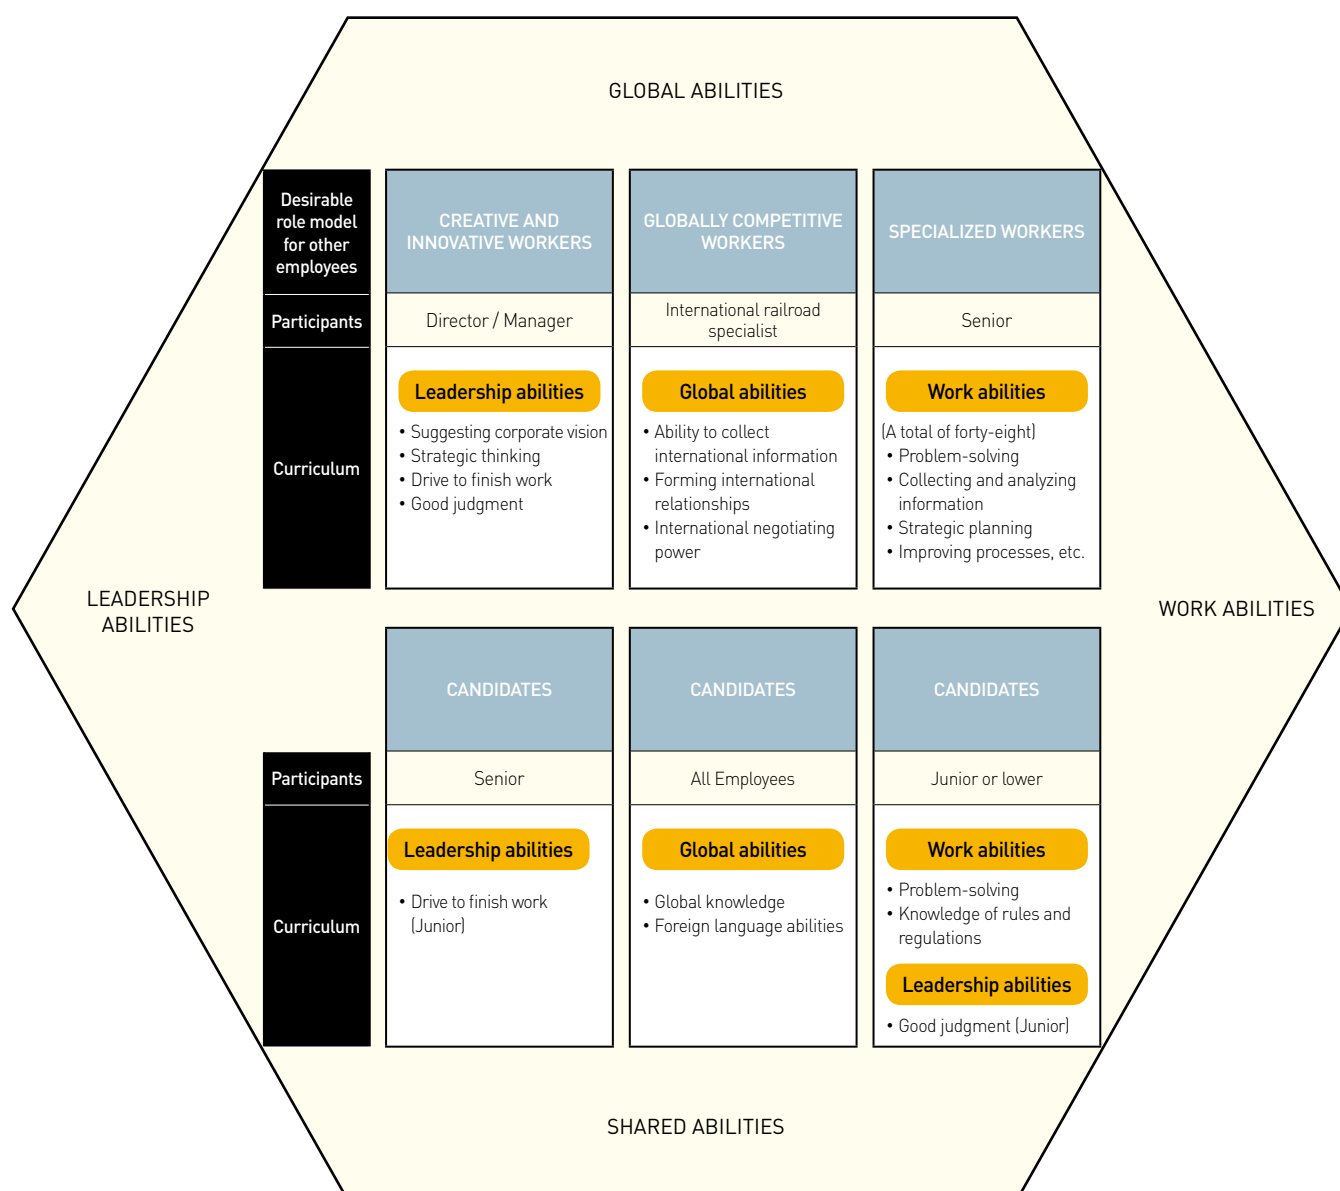 GLOBAL ABILITIES
Desirable
role model
for other
employees
CREATIVE AND
INNOVATIVE WORKERS
GLOBALLY COMPETITIVE
WORKERS
SPECIALIZED WORKERS
Participants
Director / Manager
International railroad
specialist
Senior
Curriculum
Leadership abilities
• Suggesting corporate vision
• Strategic thinking
• Drive to finish work
• Good judgment
Global abilities
• Ability to collect
international information
• Forming international
relationships
• International negotiating
power
Work abilities
(A total of forty-eight)
• Problem-solving
• Collecting and analyzing
information
• Strategic planning
• Improving processes, etc.
LEADERSHIP
ABILITIES
WORK ABILITIES
CANDIDATES
CANDIDATES
CANDIDATES
Participants
Senior
All Employees
Junior or lower
Curriculum
Leadership abilities
• Drive to finish work
(Junior)
Global abilities
• Global knowledge
• Foreign language abilities
Work abilities
• Problem-solving
• Knowledge of rules and
regulations
Leadership abilities
• Good judgment (Junior)
SHARED ABILITIES